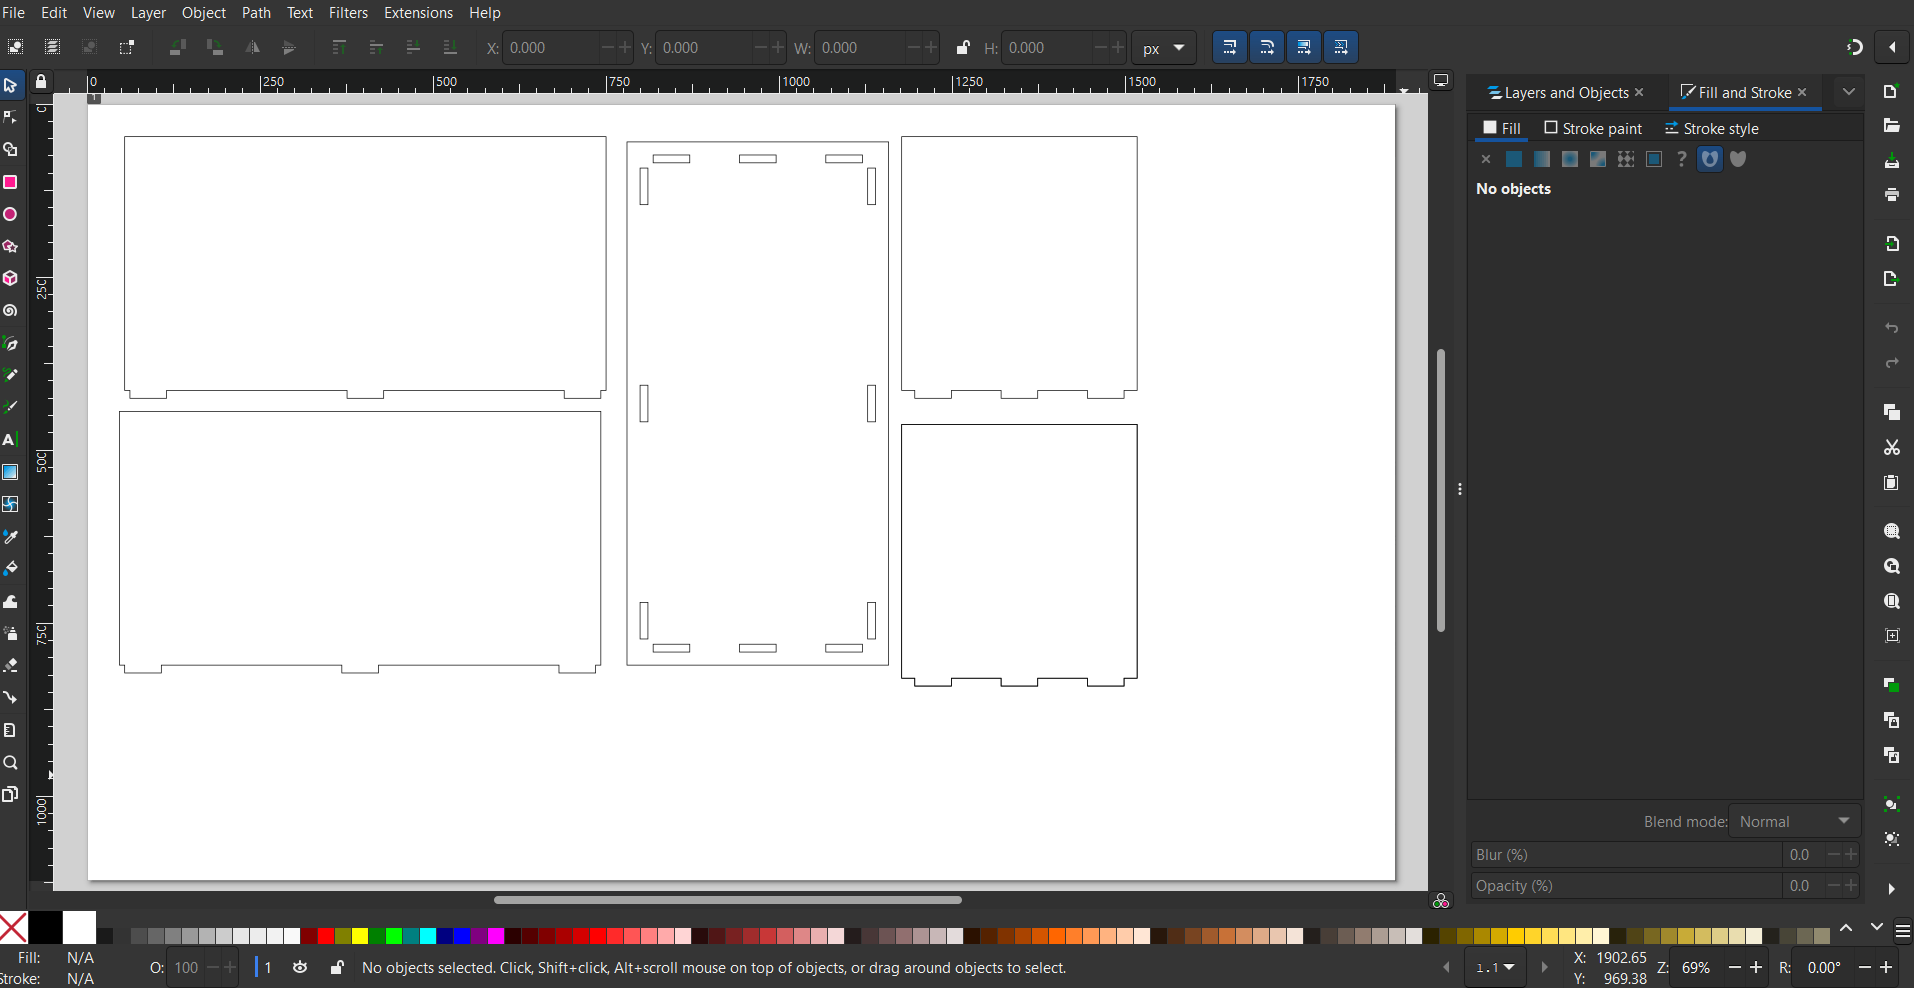 File Edit View Layer Object Path Text Filters Extensions Help
X: 0.000 Y: 0.000 W: 0.000 H: 0.000 px
0 250 500 750 1000 1250 1500 1750
Layers and Objects Fill and Stroke
Fill Stroke paint Stroke style
?
No objects
0
250
500
750
1000
A
Blend mode: Normal
Blur (%) 0.0
Opacity (%) 0.0
Fill: N/A
Stroke: N/A
O: 100 1 No objects selected. Click, Shift+click, Alt+scroll mouse on top of objects, or drag around objects to select.
1.1
X: 1902.65
Y: 969.38
Z: 69% R: 0.00°